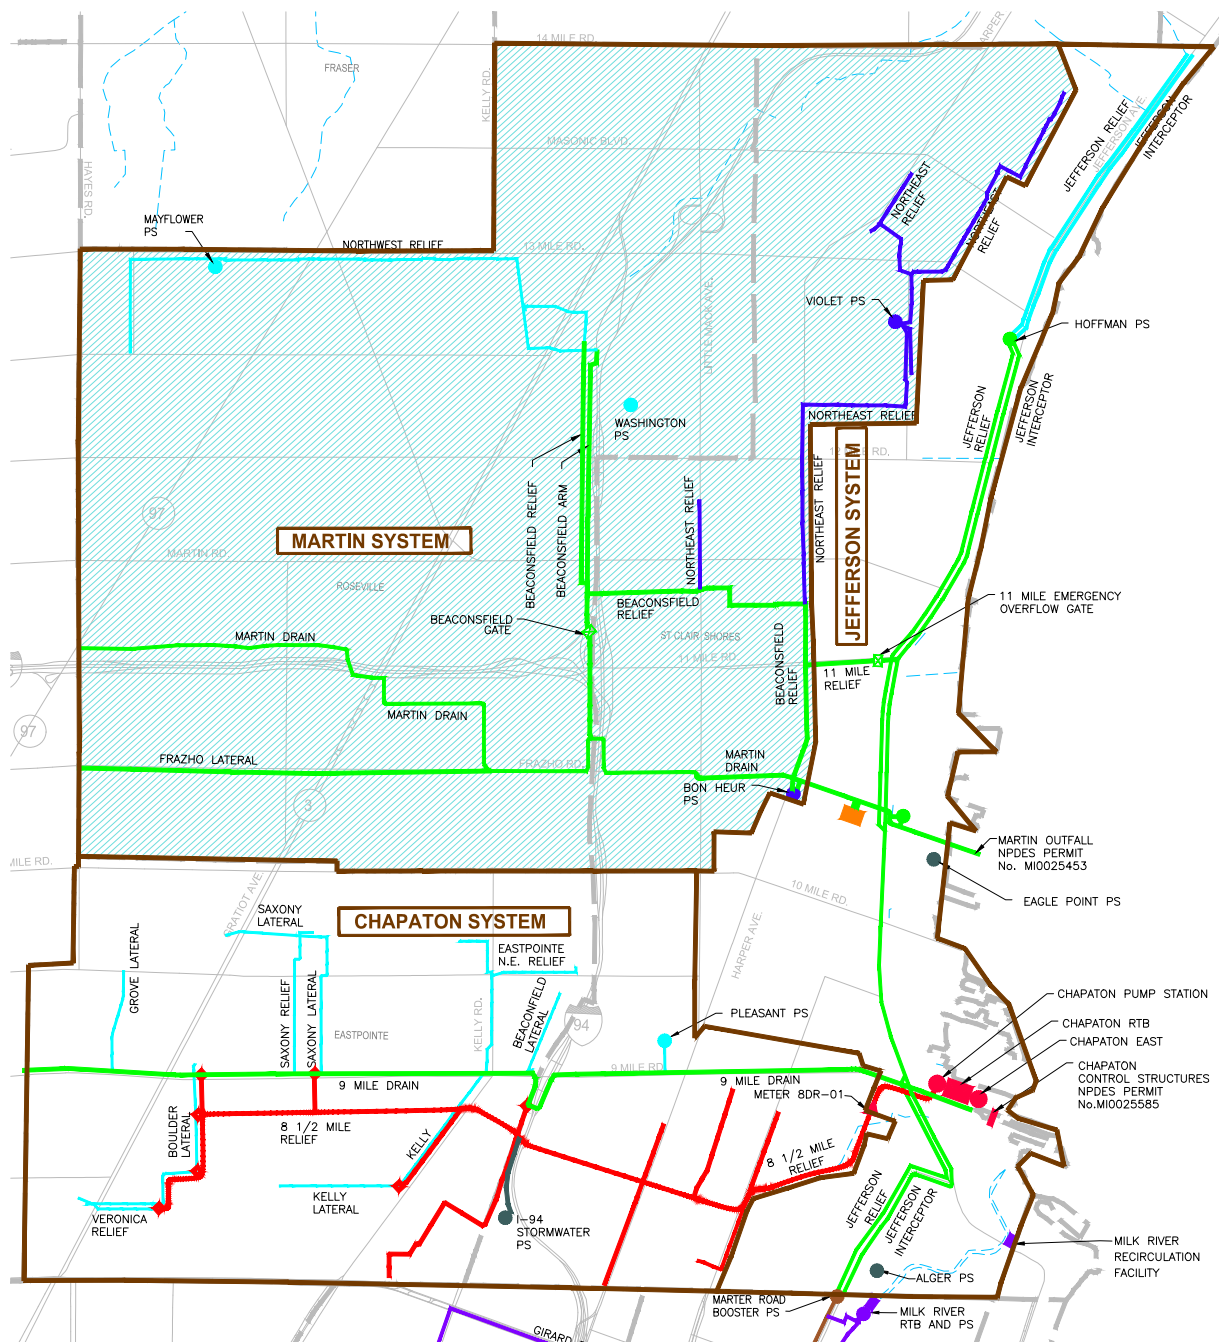 14 MILE RD.
HARPER
FRASER
KELLY RD.
HAYES RD.
MASONIC BLVD.
JEFFERSON RELIEF
JEFFERSON AVE.
JEFFERSON
INTERCEPTOR
NORTHEAST
RELIEF
NORTHEAST
RELIEF
MAYFLOWER
PS
NORTHWEST RELIEF
13 MILE RD.
LITTLE MACK AVE.
VIOLET PS
HOFFMAN PS
WASHINGTON
PS
NORTHEAST RELIEF
JEFFERSON
RELIEF
JEFFERSON
INTERCEPTOR
RD.
97
MARTIN SYSTEM
BEACONSFIELD RELIEF
BEACONSFIELD ARM
NORTHEAST RELIEF
NORTHEAST RELIEF
JEFFERSON SYSTEM
MARTIN RD.
ROSEVILLE
BEACONSFIELD
RELIEF
11 MILE EMERGENCY
OVERFLOW GATE
BEACONSFIELD
GATE
MARTIN DRAIN
ST CLAIR SHORES
11 MILE RD
BEACONSFIELD
RELIEF
11 MILE
RELIEF
97
MARTIN DRAIN
FRAZHO LATERAL
FRAZHO RD.
MARTIN
DRAIN
BON HEUR
PS
3
MILE RD.
MARTIN OUTFALL
NPDES PERMIT
No. MI0025453
EAGLE POINT PS
10 MILE RD.
GRATIOT AVE.
CHAPATON SYSTEM
SAXONY
LATERAL
GROVE LATERAL
EASTPOINTE
N.E. RELIEF
HARPER AVE.
SAXONY RELIEF
SAXONY LATERAL
EASTPOINTE
KELLY RD.
BEACONFIELD
LATERAL
94
PLEASANT PS
CHAPATON PUMP STATION
CHAPATON RTB
CHAPATON EAST
CHAPATON
CONTROL STRUCTURES
NPDES PERMIT
No.MI0025585
9 MILE RD.
9 MILE DRAIN
9 MILE DRAIN
METER 8DR-01
BOULDER
LATERAL
8 1/2 MILE
RELIEF
KELLY
8 1/2 MILE
RELIEF
VERONICA
RELIEF
KELLY
LATERAL
I-94
STORMWATER
PS
JEFFERSON
RELIEF
JEFFERSON
INTERCEPTOR
MILK RIVER
RECIRCULATION
FACILITY
ALGER PS
MARTER ROAD
BOOSTER PS
MILK RIVER
RTB AND PS
GIRARD